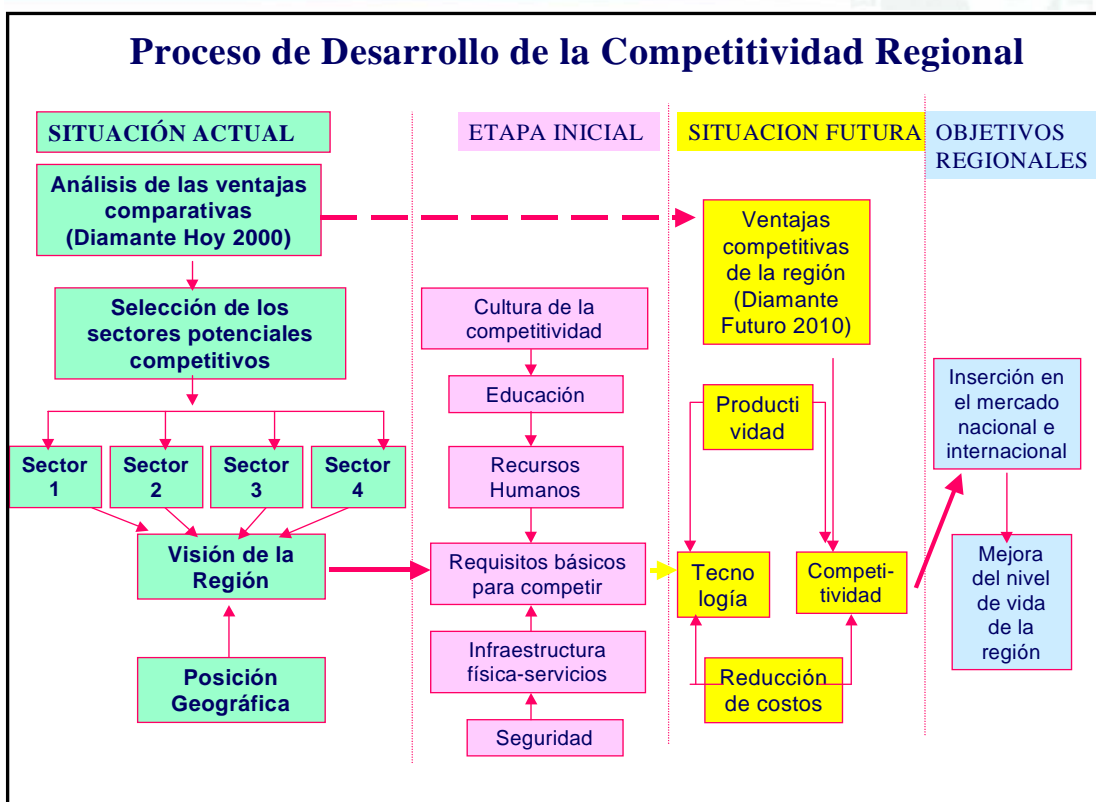 Proceso de Desarrollo de la Competitividad Regional
SITUACIÓN ACTUAL
Análisis de las ventajas
comparativas
(Diamante Hoy 2000)
Selección de los
sectores potenciales
competitivos
Sector
1
Sector
2
Sector
3
Sector
4
Visión de la
Región
Posición
Geográfica
ETAPA INICIAL
Cultura de la
competitividad
Educación
Recursos
Humanos
Requisitos básicos
para competir
Infraestructura
física-servicios
Seguridad
SITUACION FUTURA
Ventajas
competitivas
de la región
(Diamante
Futuro 2010)
Producti
vidad
Tecno
logía
Competi-
tividad
Reducción
de costos
OBJETIVOS
REGIONALES
Inserción en
el mercado
nacional e
internacional
Mejora
del nivel
de vida
de la
región